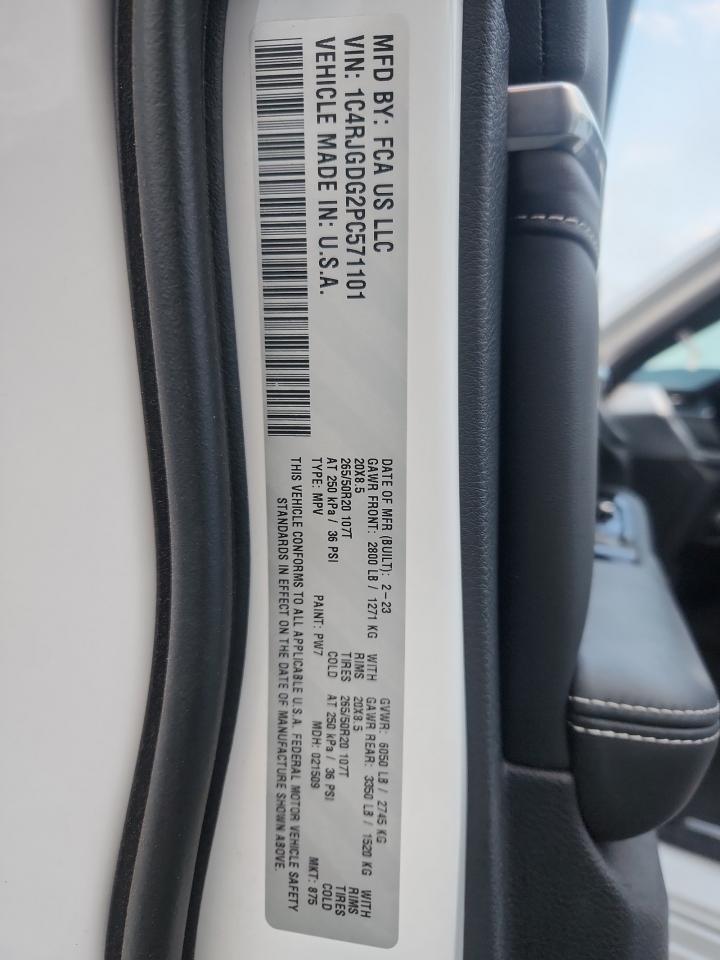 MFD BY: FCA US LLC
VIN: 1C4RJGDG2PC571101
VEHICLE MADE IN: U.S.A.
DATE OF MFR (BUILT): 2-23 GVWR: 6050 LB / 2745 KG
GAWR FRONT: 2800 LB / 1271 KG WITH GAWR REAR: 3350 LB / 1520 KG WITH
20X8.5 RIMS 20X8.5 RIMS
265/50R20 107T TIRES 265/50R20 107T TIRES
AT 250 kPa / 36 PSI COLD AT 250 kPa / 36 PSI COLD
TYPE: MPV PAINT: PW7 MDH: 021509 MKT: 875
THIS VEHICLE CONFORMS TO ALL APPLICABLE U.S.A. FEDERAL MOTOR VEHICLE SAFETY
STANDARDS IN EFFECT ON THE DATE OF MANUFACTURE SHOWN ABOVE.